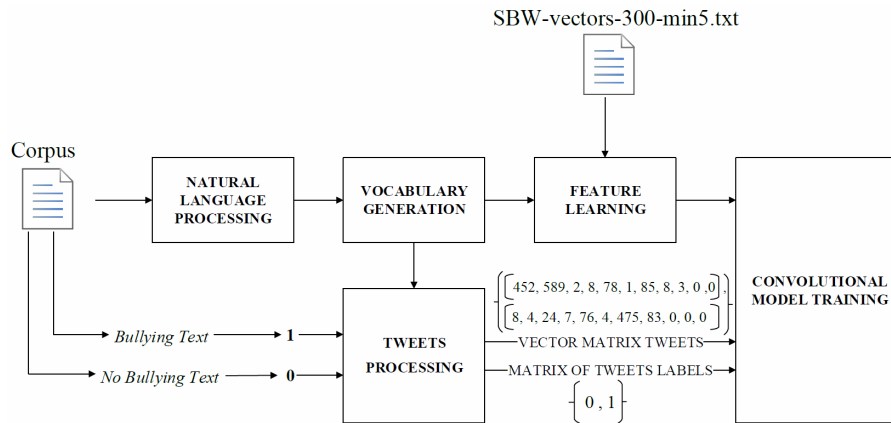 SBW-vectors-300-min5.txt
Corpus
NATURAL
LANGUAGE
PROCESSING
VOCABULARY
GENERATION
FEATURE
LEARNING
CONVOLUTIONAL
MODEL TRAINING
452, 589, 2, 8, 78, 1, 85, 8, 3, 0 ,0 ,
8, 4, 24, 7, 76, 4, 475, 83, 0, 0, 0
Bullying Text
1
No Bullying Text
0
TWEETS
PROCESSING
VECTOR MATRIX TWEETS
MATRIX OF TWEETS LABELS
0 , 1